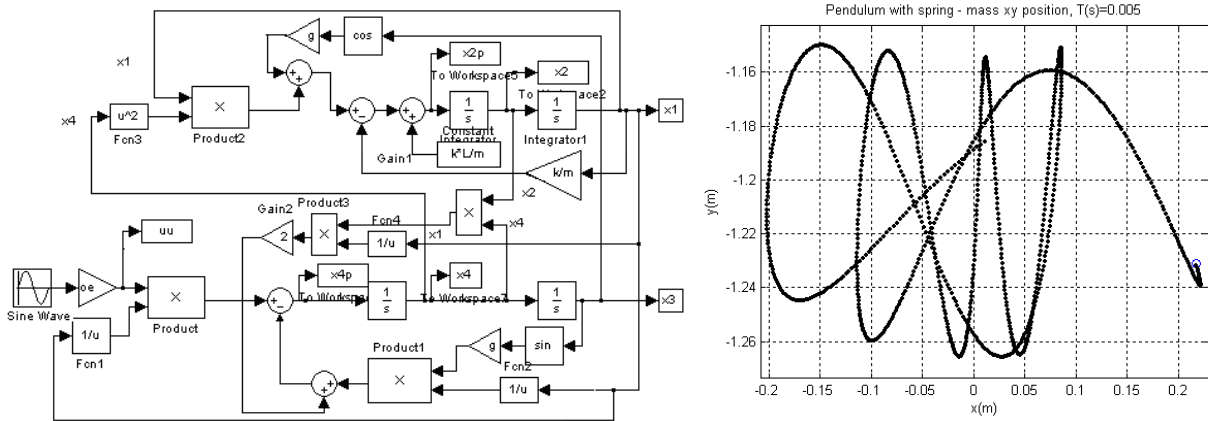 g
cos
x2p
To Workspace5
x2
To Workspace2
x1
u^2
Fcn3
x4
×
Product2
1
s
Integrator
1
s
Integrator1
x1
Constant
k*L/m
Gain1
k/m
x2
×
x4
Product3
×
Gain2
2
Fcn4
1/u
x1
uu
x4p
x4
To Workspace7
Sine Wave
oe
×
Product
1
s
1
s
x3
1/u
Fcn1
g
sin
Product1
×
Fcn2
1/u
Pendulum with spring - mass xy position, T(s)=0.005
-1.16
-1.18
-1.2
-1.22
-1.24
-1.26
y(m)
-0.2
-0.15
-0.1
-0.05
0
0.05
0.1
0.15
0.2
x(m)